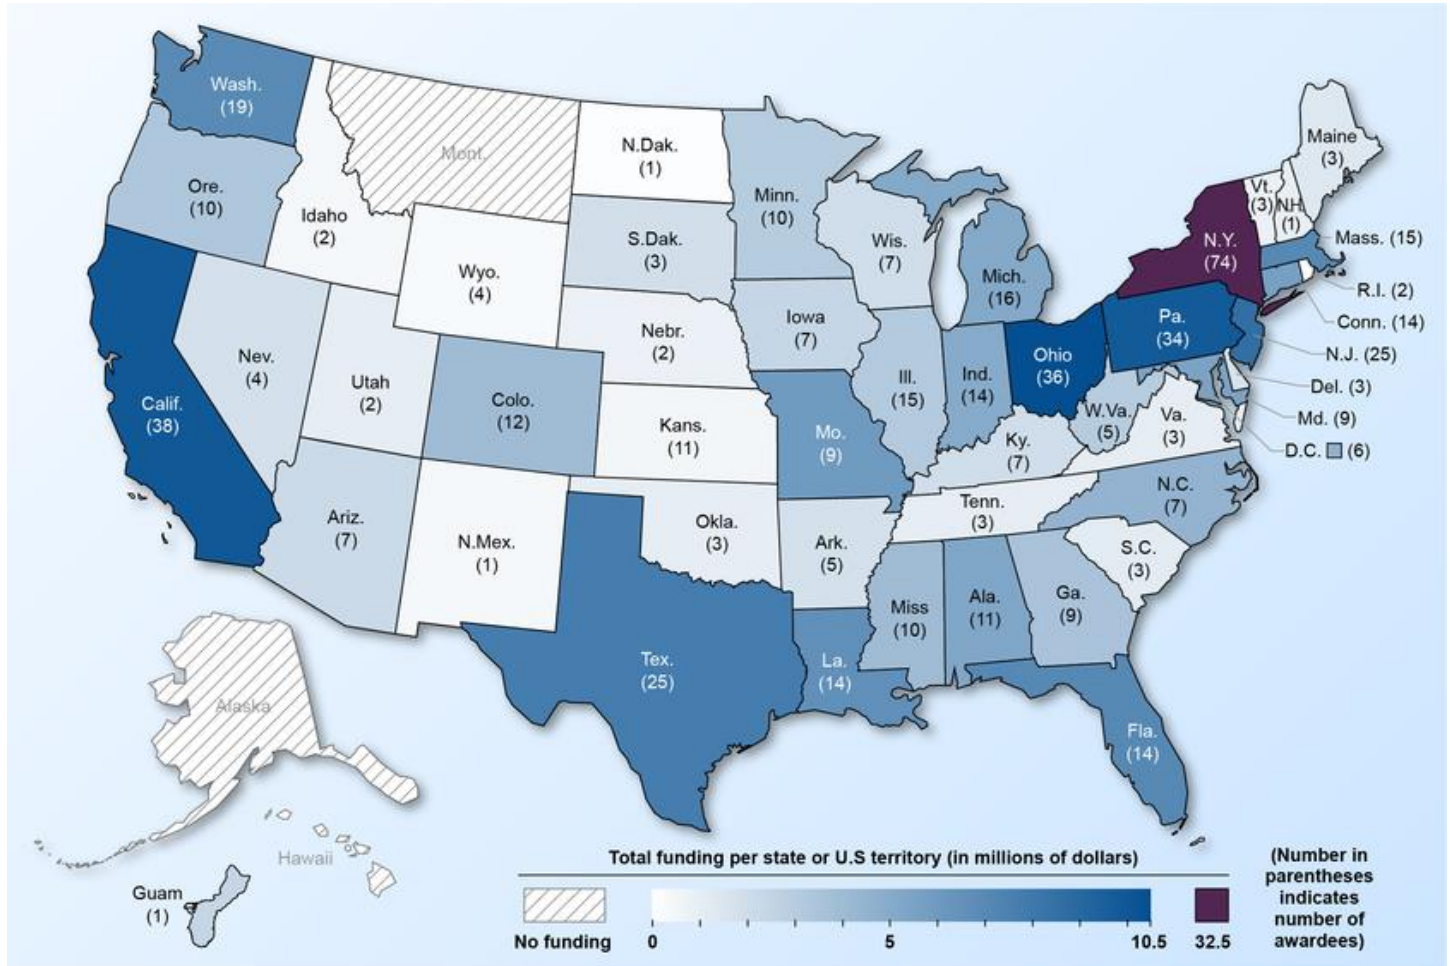 Wash.
(19)
Mont.
N.Dak.
(1)
Maine
(3)
Ore.
(10)
Idaho
(2)
Minn.
(10)
Vt.
(3)
NH
(1)
S.Dak.
(3)
Wis.
(7)
N.Y.
(74)
Mass. (15)
Wyo.
(4)
Mich.
(16)
R.I. (2)
Conn. (14)
Nebr.
(2)
Iowa
(7)
Pa.
(34)
N.J. (25)
Nev.
(4)
Utah
(2)
Colo.
(12)
Ill.
(15)
Ind.
(14)
Ohio
(36)
Del. (3)
Calif.
(38)
Kans.
(11)
Mo.
(9)
Ky.
(7)
W.Va.
(5)
Va.
(3)
Md. (9)
D.C. (6)
Ariz.
(7)
N.Mex.
(1)
Okla.
(3)
Ark.
(5)
Tenn.
(3)
N.C.
(7)
S.C.
(3)
Miss
(10)
Ala.
(11)
Ga.
(9)
Tex.
(25)
La.
(14)
Fla.
(14)
Alaska
Hawaii
Guam
(1)
Total funding per state or U.S territory (in millions of dollars)
No funding
0
5
10.5
32.5
(Number in
parentheses
indicates
number of
awardees)